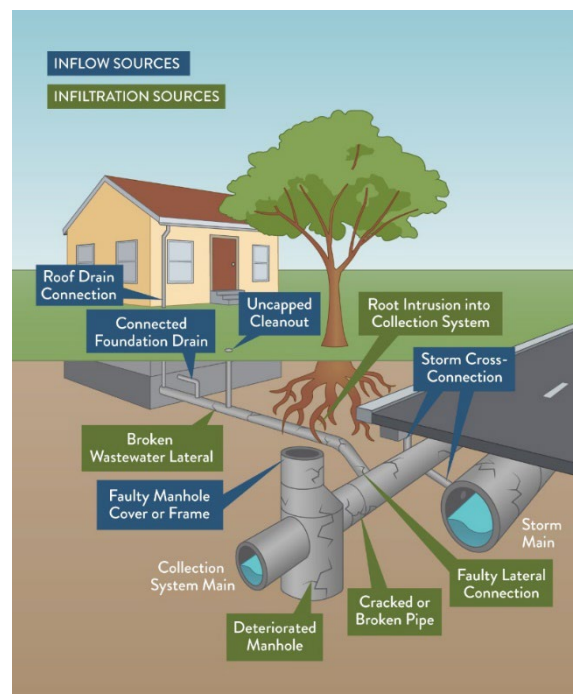 INFLOW SOURCES
INFILTRATION SOURCES
Roof Drain
Connection
Connected
Foundation Drain
Uncapped
Cleanout
Root Intrusion into
Collection System
Storm Cross-
Connection
Broken
Wastewater Lateral
Faulty Manhole
Cover or Frame
Collection
System Main
Deteriorated
Manhole
Cracked or
Broken Pipe
Faulty Lateral
Connection
Storm
Main